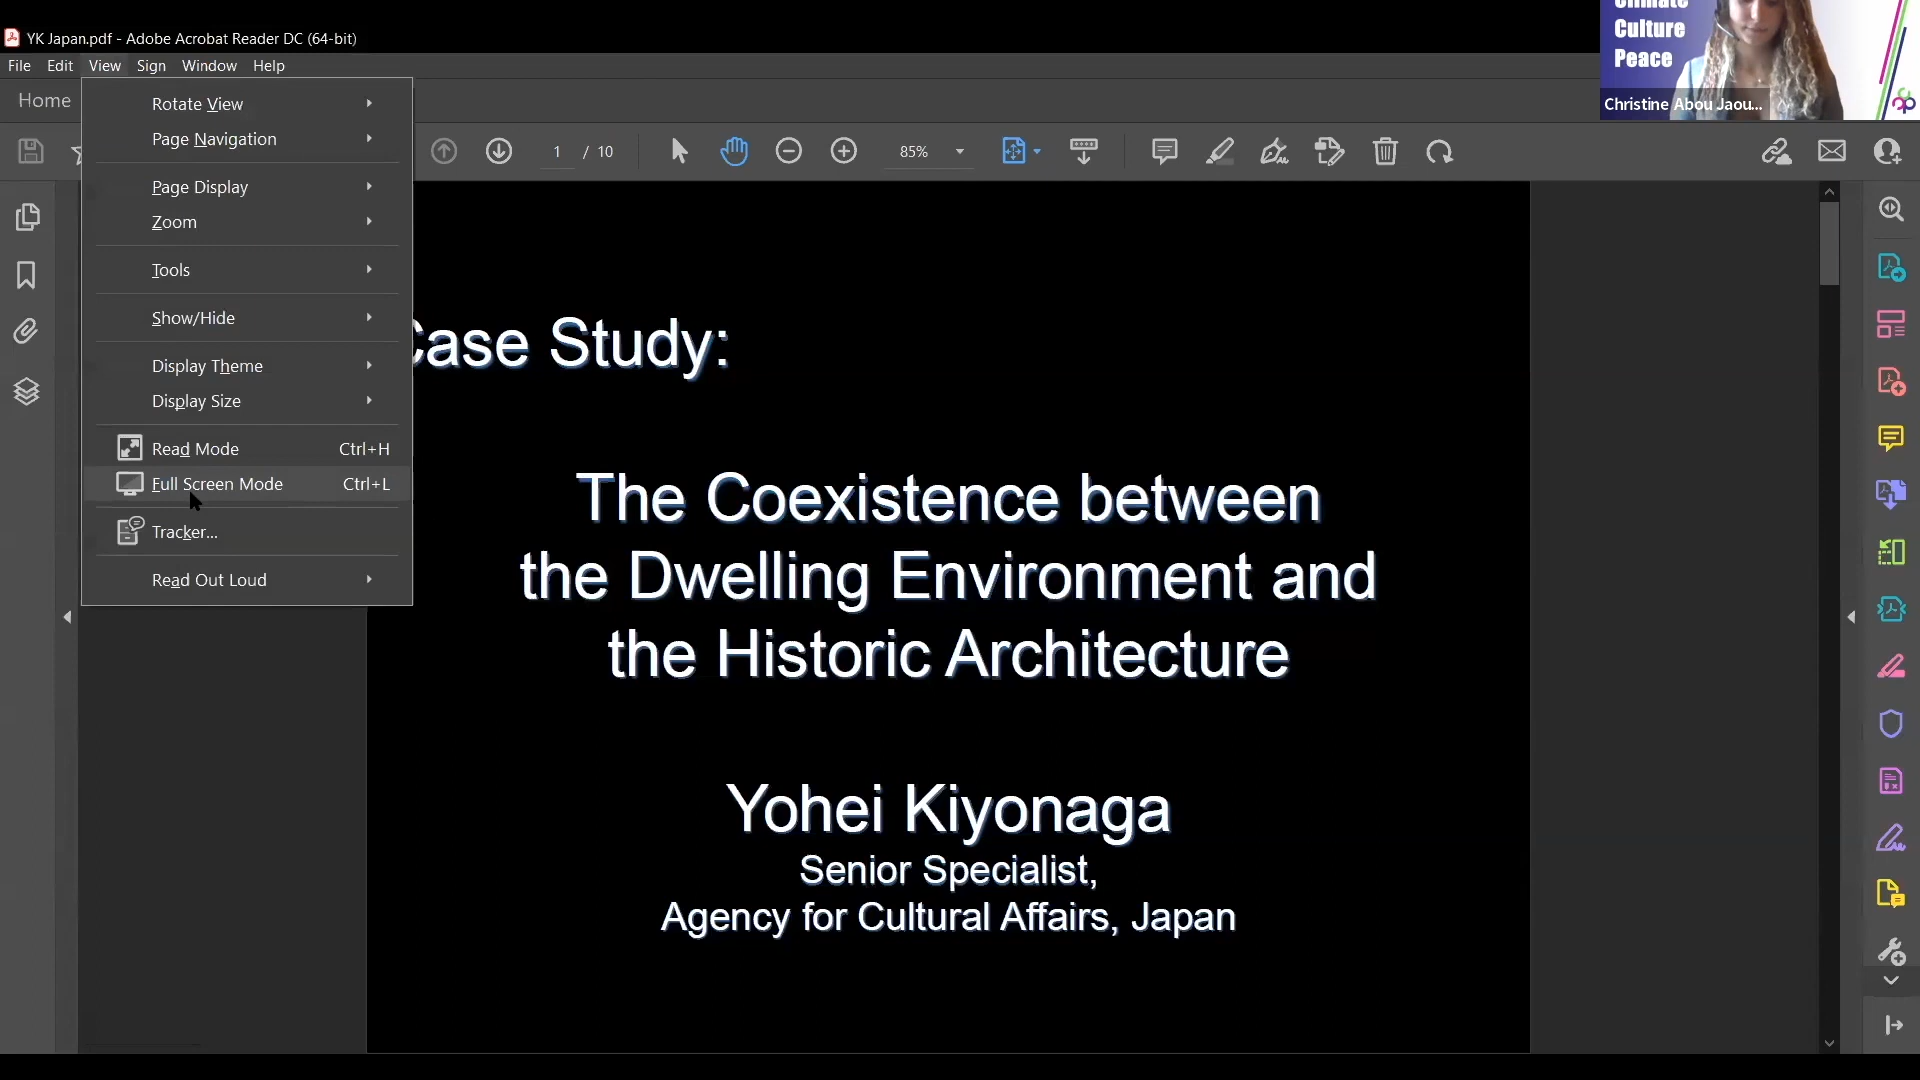 YK Japan.pdf - Adobe Acrobat Reader DC (64-bit)
File Edit View Sign Window Help
Home
Rotate View
Page Navigation
Page Display
Zoom
Tools
Show/Hide
Display Theme
Display Size
Read Mode Ctrl+H
Full Screen Mode Ctrl+L
Tracker...
Read Out Loud
1 / 10
85%
Climate
Culture
Peace
Christine Abou Jaou...
Case Study:
The Coexistence between
the Dwelling Environment and
the Historic Architecture
Yohei Kiyonaga
Senior Specialist,
Agency for Cultural Affairs, Japan